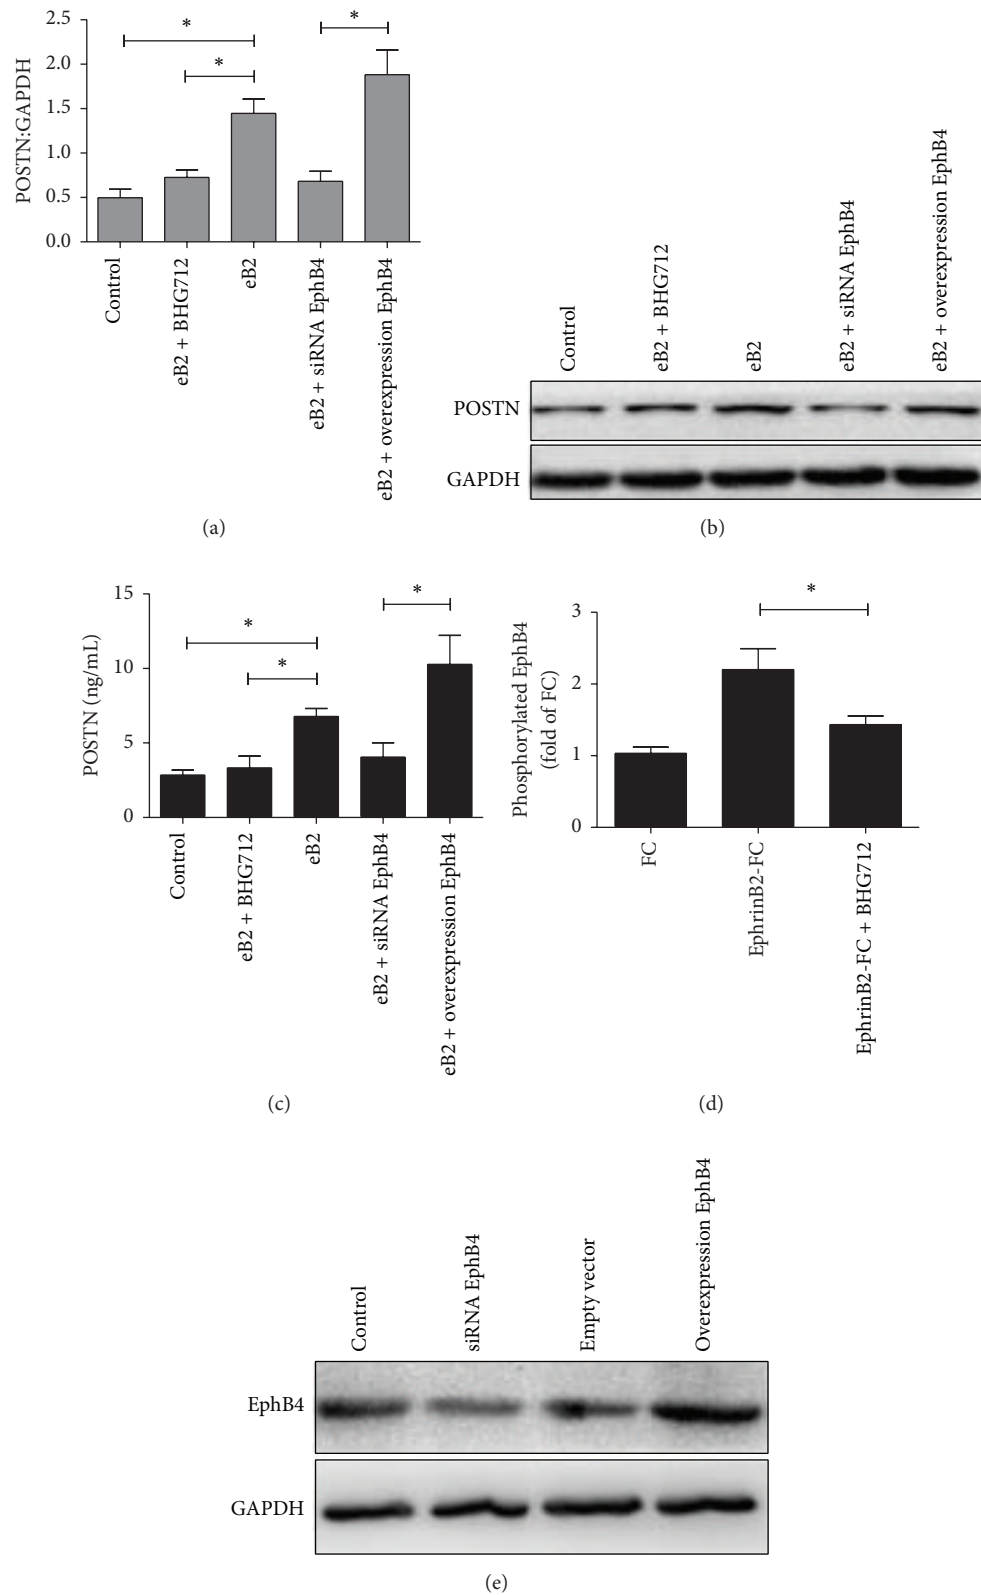 2.5
2.0
1.5
1.0
0.5
0.0
POSTN:GAPDH
*
*
*
Control
eB2 + BHG712
eB2
eB2 + siRNA EphB4
eB2 + overexpression EphB4
(a)
Control
eB2 + BHG712
eB2
eB2 + siRNA EphB4
eB2 + overexpression EphB4
POSTN
GAPDH
(b)
15
10
5
0
POSTN (ng/mL)
*
*
*
Control
eB2 + BHG712
eB2
eB2 + siRNA EphB4
eB2 + overexpression EphB4
(c)
3
2
1
0
Phosphorylated EphB4
(fold of FC)
*
FC
EphrinB2-FC
EphrinB2-FC + BHG712
(d)
Control
siRNA EphB4
Empty vector
Overexpression EphB4
EphB4
GAPDH
(e)